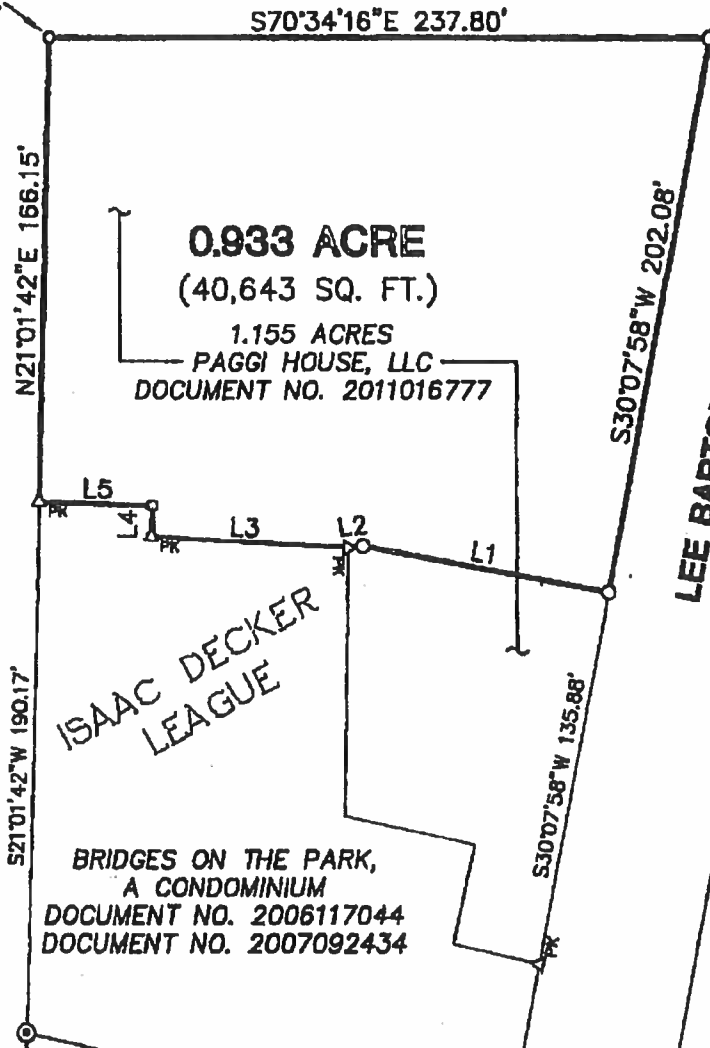 S70°34'16"E 237.80'
N21°01'42"E 166.15'
0.933 ACRE
(40,643 SQ. FT.)
1.155 ACRES
PAGGI HOUSE, LLC
DOCUMENT NO. 2011016777
S30°07'58"W 202.08'
L5
PK
L4
PK
L3
L2
PK
L1
ISAAC DECKER
LEAGUE
S21°01'42"W 190.17'
S30°07'58"W 135.88'
BRIDGES ON THE PARK,
A CONDOMINIUM
DOCUMENT NO. 2006117044
DOCUMENT NO. 2007092434
PK
LEE